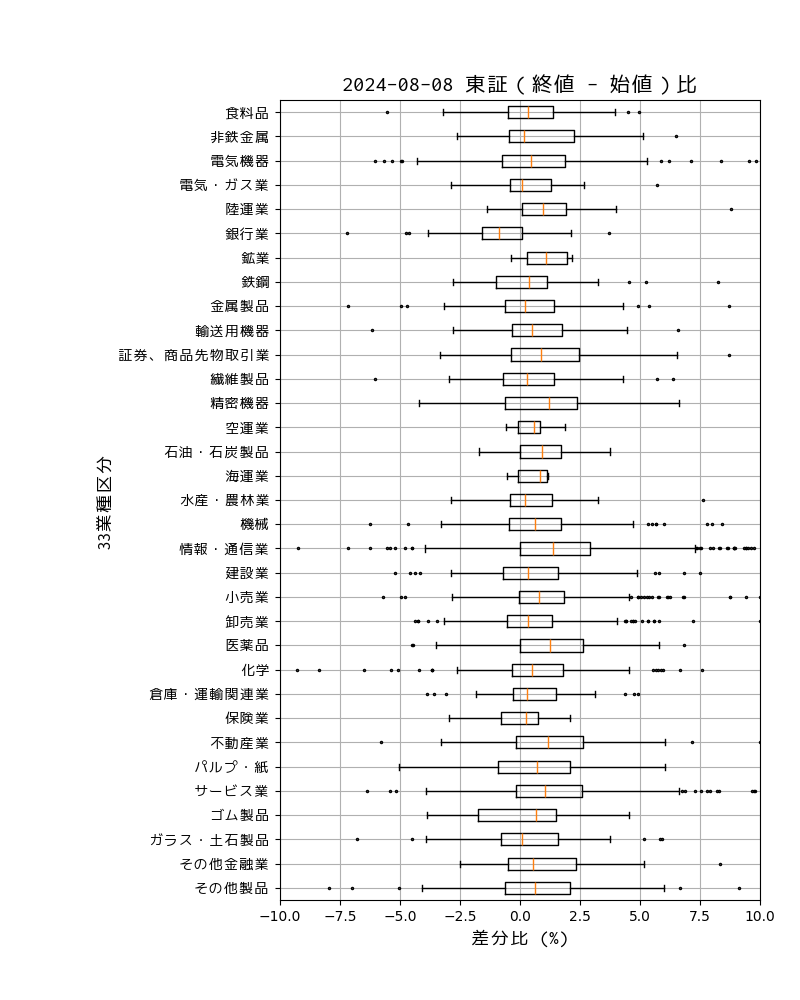 2024-08-08 東証(終値 - 始値)比
食料品
非鉄金属
電気機器
電気・ガス業
陸運業
銀行業
鉱業
鉄鋼
金属製品
輸送用機器
証券、商品先物取引業
繊維製品
精密機器
空運業
石油・石炭製品
海運業
水産・農林業
機械
情報・通信業
建設業
小売業
卸売業
医薬品
化学
倉庫・運輸関連業
保険業
不動産業
パルプ・紙
サービス業
ゴム製品
ガラス・土石製品
その他金融業
その他製品
33業種区分
−10.0 −7.5 −5.0 −2.5 0.0 2.5 5.0 7.5 10.0
差分比 (%)